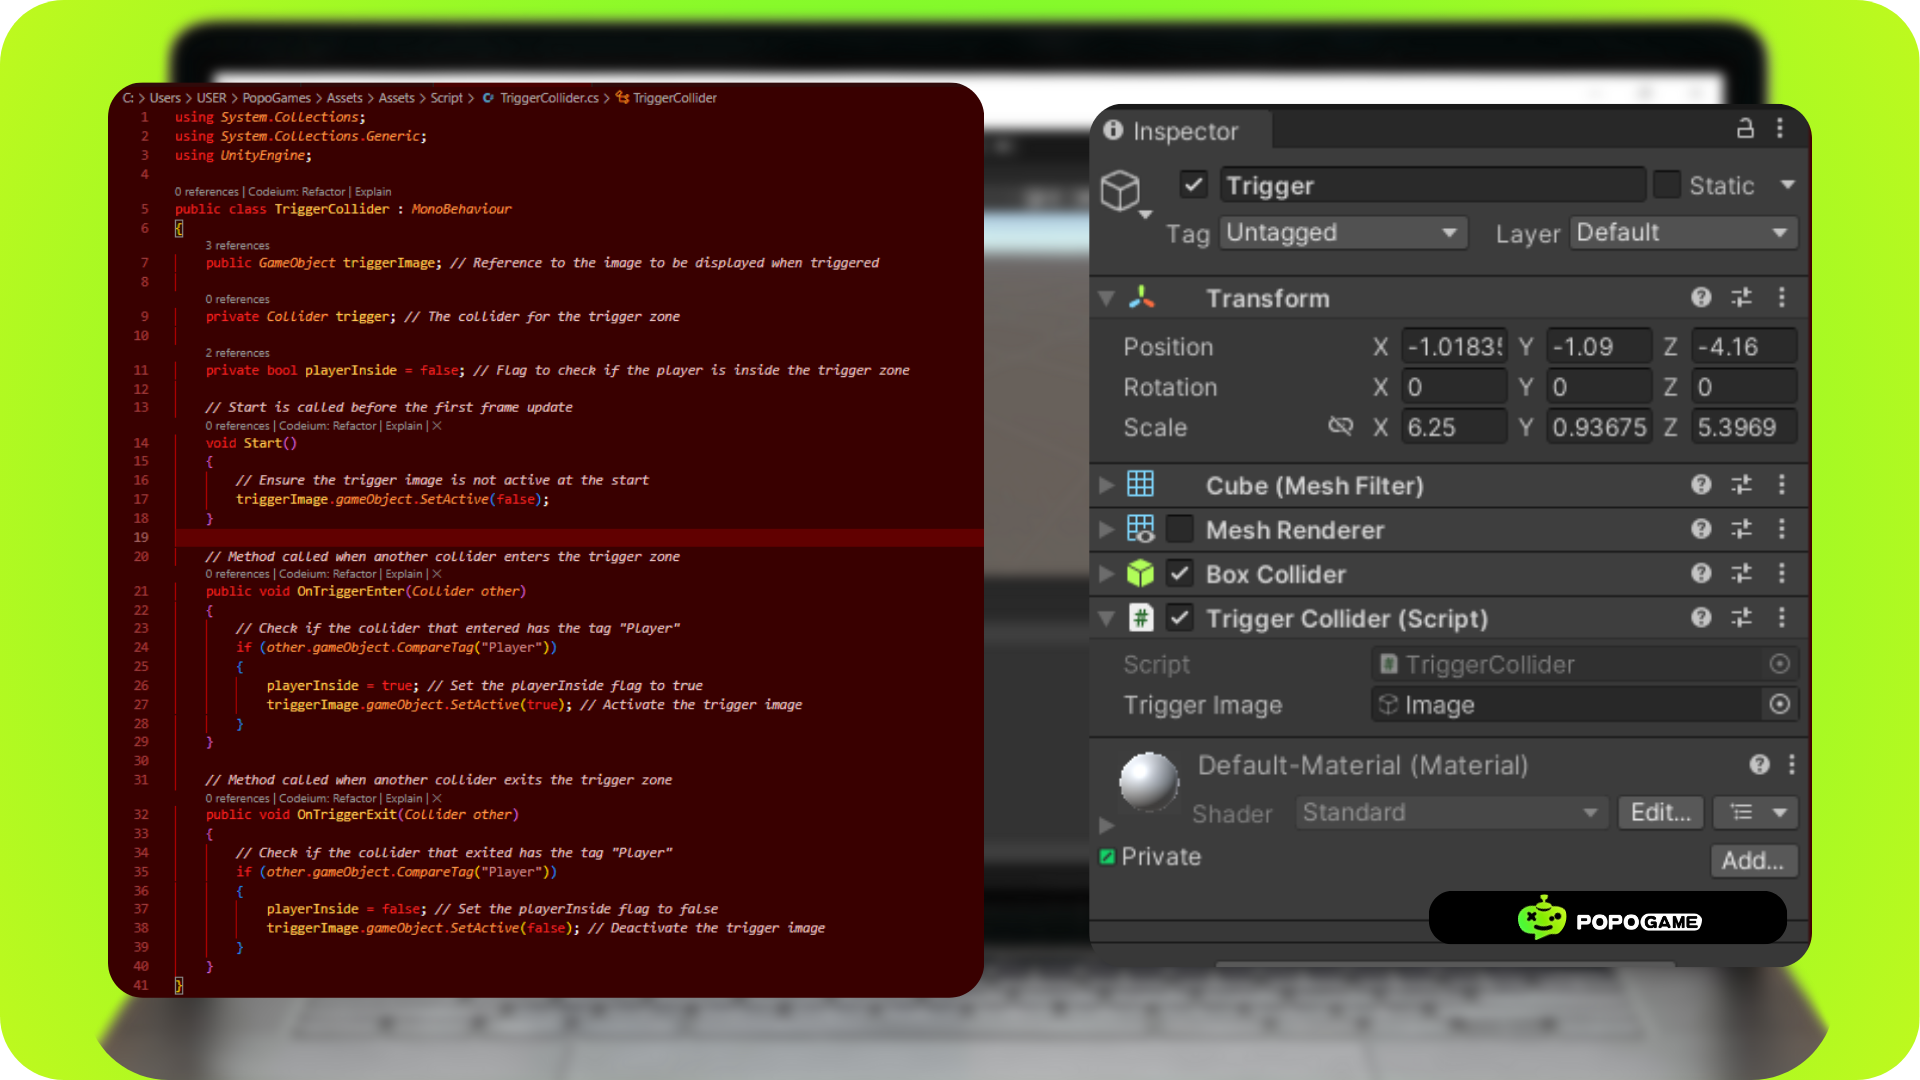 C: > Users > USER > PopoGames > Assets > Assets > Script > TriggerCollider.cs > TriggerCollider
1 using System.Collections;
2 using System.Collections.Generic;
3 using UnityEngine;
4
0 references | Codeium: Refactor | Explain
5 public class TriggerCollider : MonoBehaviour
6 {
3 references
7 public GameObject triggerImage; // Reference to the image to be displayed when triggered
8
0 references
9 private Collider trigger; // The collider for the trigger zone
10
2 references
11 private bool playerInside = false; // Flag to check if the player is inside the trigger zone
12
13 // Start is called before the first frame update
0 references | Codeium: Refactor | Explain | X
14 void Start()
15 {
16 // Ensure the trigger image is not active at the start
17 triggerImage.gameObject.SetActive(false);
18 }
19
20 // Method called when another collider enters the trigger zone
0 references | Codeium: Refactor | Explain | X
21 public void OnTriggerEnter(Collider other)
22 {
23 // Check if the collider that entered has the tag "Player"
24 if (other.gameObject.CompareTag("Player"))
25 {
26 playerInside = true; // Set the playerInside flag to true
27 triggerImage.gameObject.SetActive(true); // Activate the trigger image
28 }
29 }
30
31 // Method called when another collider exits the trigger zone
0 references | Codeium: Refactor | Explain | X
32 public void OnTriggerExit(Collider other)
33 {
34 // Check if the collider that exited has the tag "Player"
35 if (other.gameObject.CompareTag("Player"))
36 {
37 playerInside = false; // Set the playerInside flag to false
38 triggerImage.gameObject.SetActive(false); // Deactivate the trigger image
39 }
40 }
41 }
Inspector
Trigger Static
Tag Untagged Layer Default
Transform
Position X -1.0183 Y -1.09 Z -4.16
Rotation X 0 Y 0 Z 0
Scale X 6.25 Y 0.93675 Z 5.3969
Cube (Mesh Filter)
Mesh Renderer
Box Collider
# Trigger Collider (Script)
Script # TriggerCollider
Trigger Image Image
Default-Material (Material)
Shader Standard Edit...
Private Add...
POPOGAME